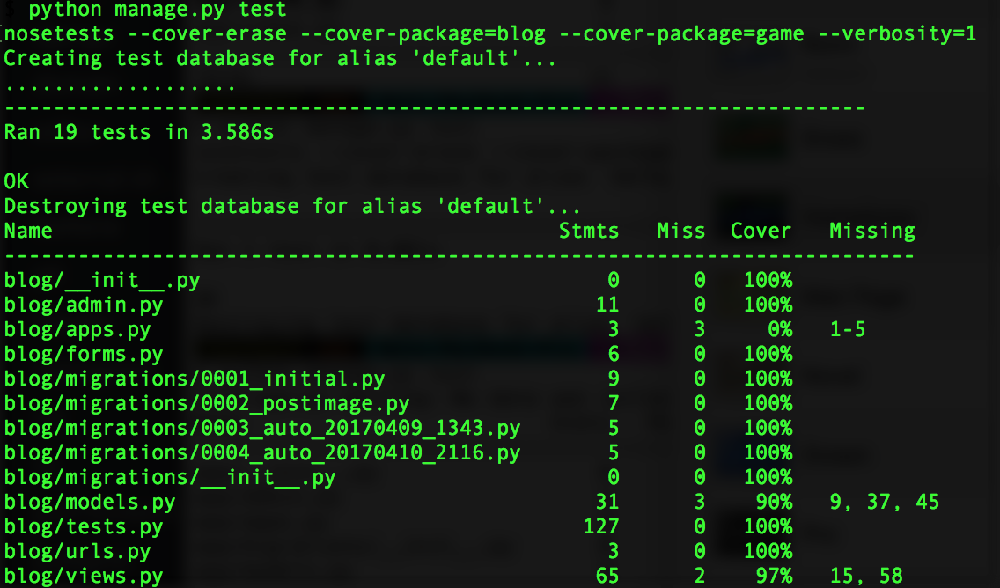 $ python manage.py test
nosetests --cover-erase --cover-package=blog --cover-package=game --verbosity=1
Creating test database for alias 'default'...
...................
----------------------------------------------------------------------
Ran 19 tests in 3.586s
OK
Destroying test database for alias 'default'...
Name Stmts Miss Cover Missing
--------------------------------------------------------------------------
blog/__init__.py 0 0 100%
blog/admin.py 11 0 100%
blog/apps.py 3 3 0% 1-5
blog/forms.py 6 0 100%
blog/migrations/0001_initial.py 9 0 100%
blog/migrations/0002_postimage.py 7 0 100%
blog/migrations/0003_auto_20170409_1343.py 5 0 100%
blog/migrations/0004_auto_20170410_2116.py 5 0 100%
blog/migrations/__init__.py 0 0 100%
blog/models.py 31 3 90% 9, 37, 45
blog/tests.py 127 0 100%
blog/urls.py 3 0 100%
blog/views.py 65 2 97% 15, 58